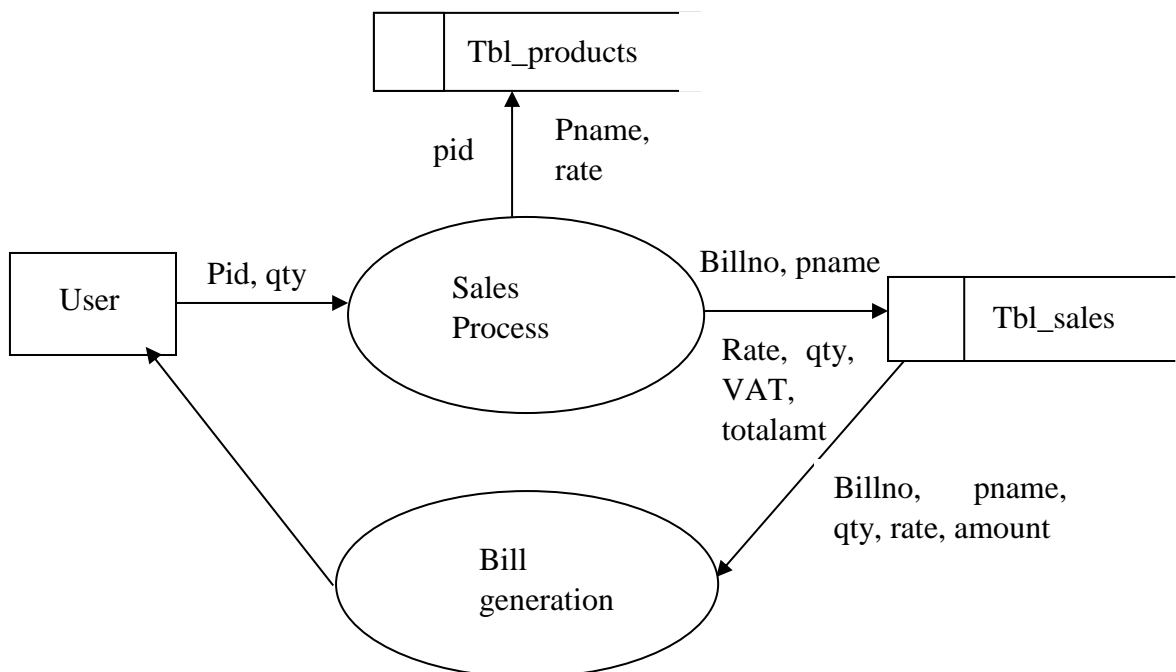 Tbl_products
pid
Pname,
rate
User
Pid, qty
Sales
Process
Billno, pname
Tbl_sales
Rate, qty,
VAT,
totalamt
Billno, pname,
qty, rate, amount
Bill
generation